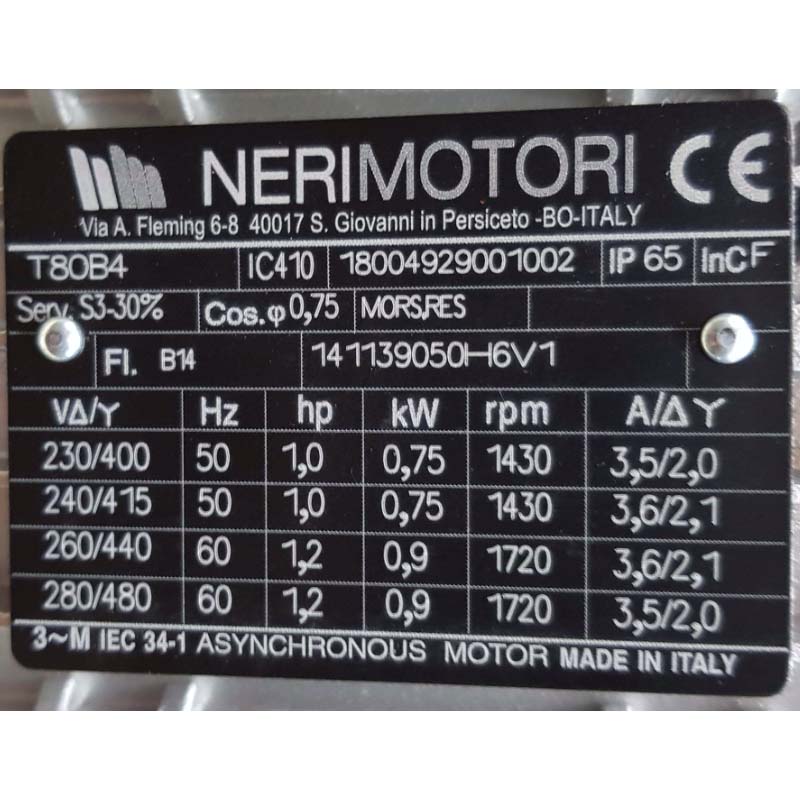 NERIMOTORI CE
Via A. Fleming 6-8 40017 S. Giovanni in Persiceto -BO-ITALY
T80B4 IC410 18004929001002 IP 65 InCF
Serv. S3-30% Cos.φ 0,75 MORS,RES
FI. B14 141139050H6V1
VΔ/Y Hz hp kW rpm A/Δ Y
230/400 50 1,0 0,75 1430 3,5/2,0
240/415 50 1,0 0,75 1430 3,6/2,1
260/440 60 1,2 0,9 1720 3,6/2,1
280/480 60 1,2 0,9 1720 3,5/2,0
3~M IEC 34-1 ASYNCHRONOUS MOTOR MADE IN ITALY